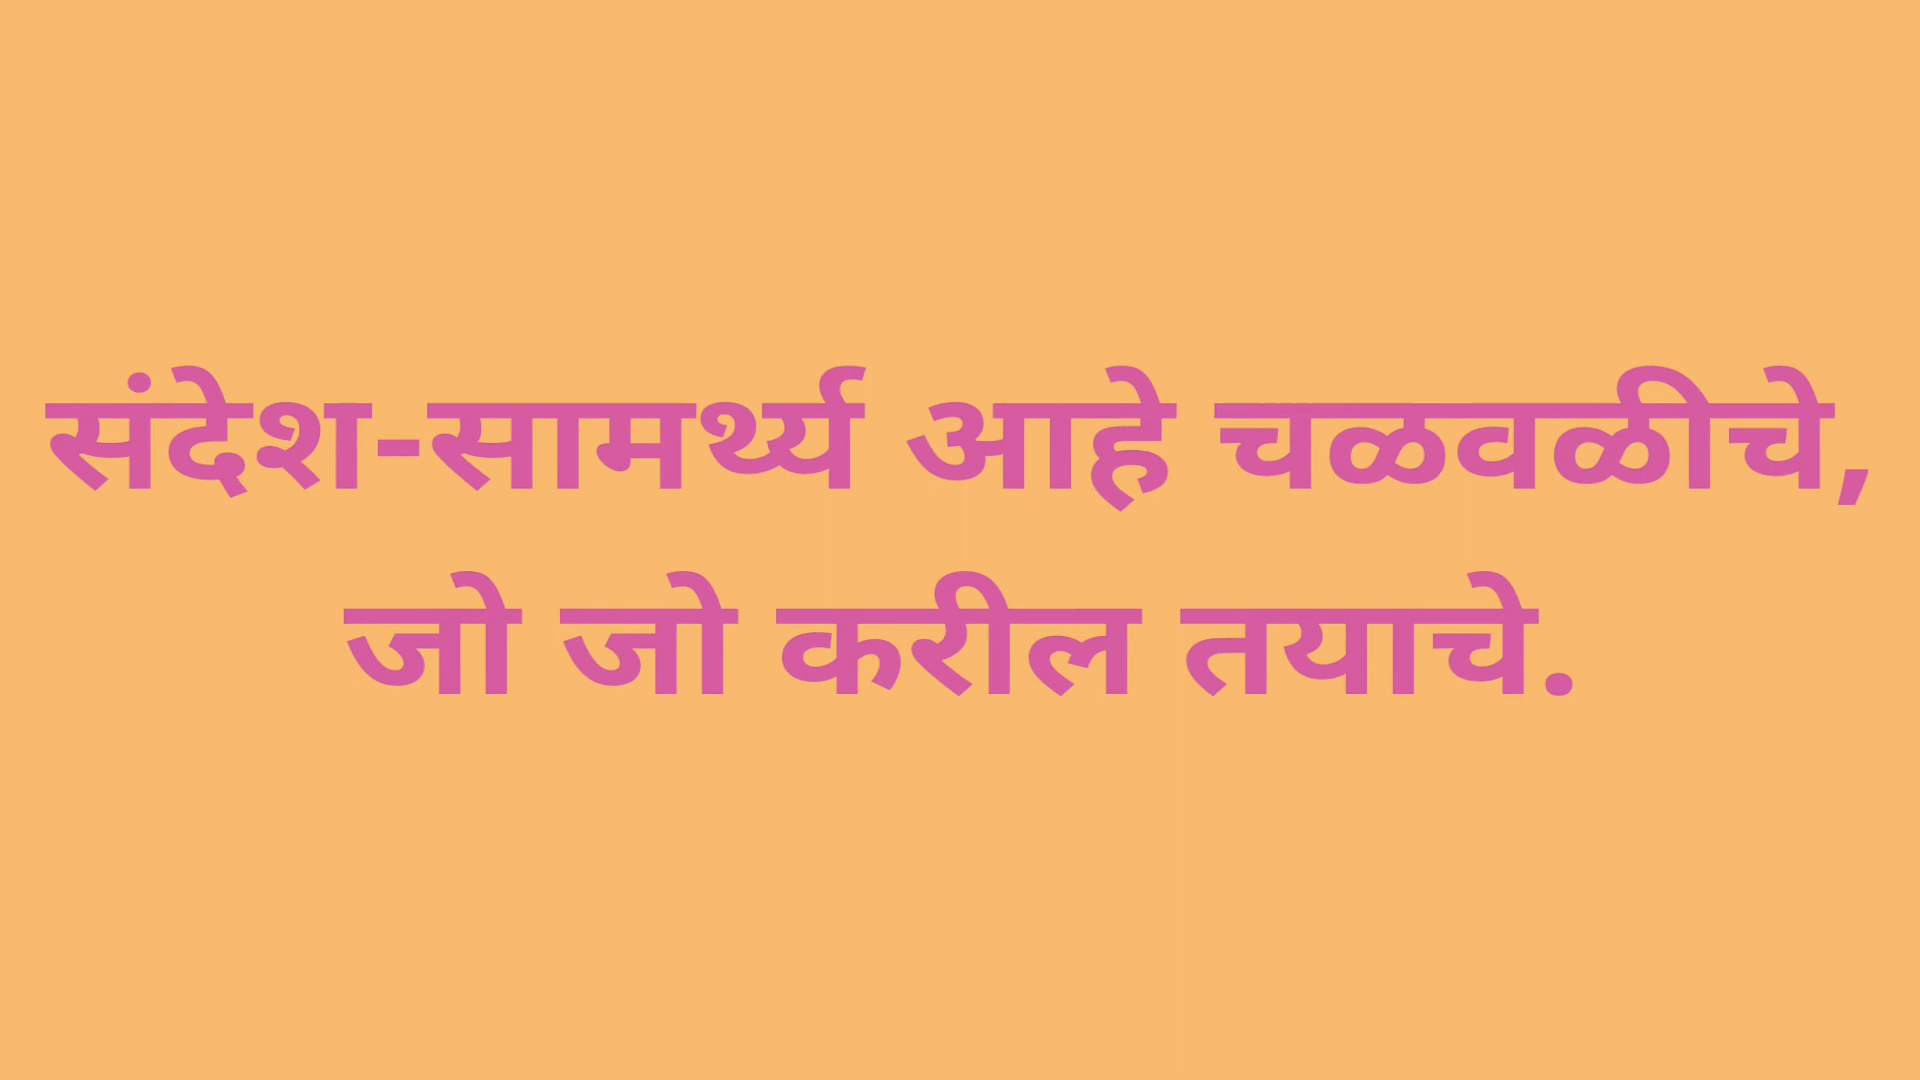 संदेश-सामर्थ्य आहे चळवळीचे,
जो जो करील तयाचे.